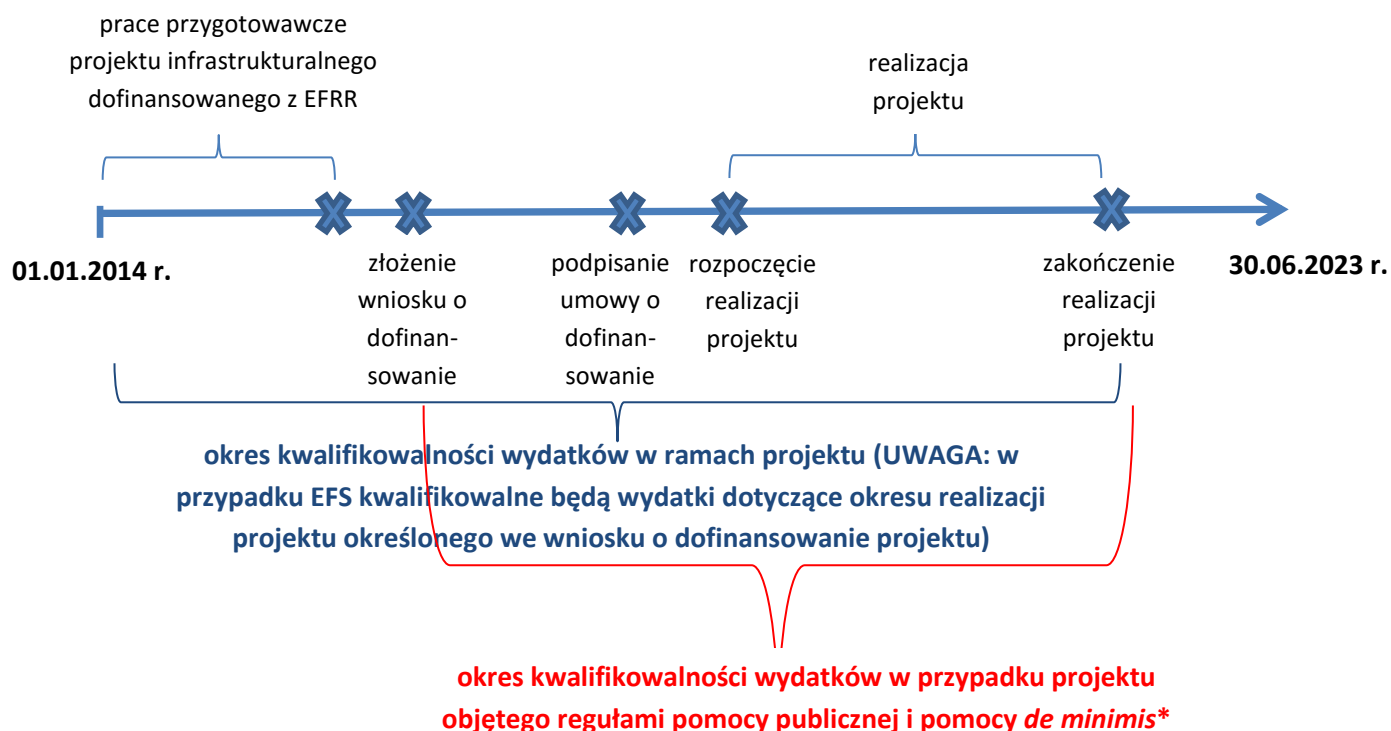 prace przygotowawcze
projektu infrastrukturalnego
dofinansowanego z EFRR
realizacja
projektu
01.01.2014 r.
złożenie
wniosku o
dofinan-
sowanie
podpisanie
umowy o
dofinan-
sowanie
rozpoczęcie
realizacji
projektu
zakończenie
realizacji
projektu
30.06.2023 r.
okres kwalifikowalności wydatków w ramach projektu (UWAGA: w
przypadku EFS kwalifikowalne będą wydatki dotyczące okresu realizacji
projektu określonego we wniosku o dofinansowanie projektu)
okres kwalifikowalności wydatków w przypadku projektu
objętego regułami pomocy publicznej i pomocy de minimis*